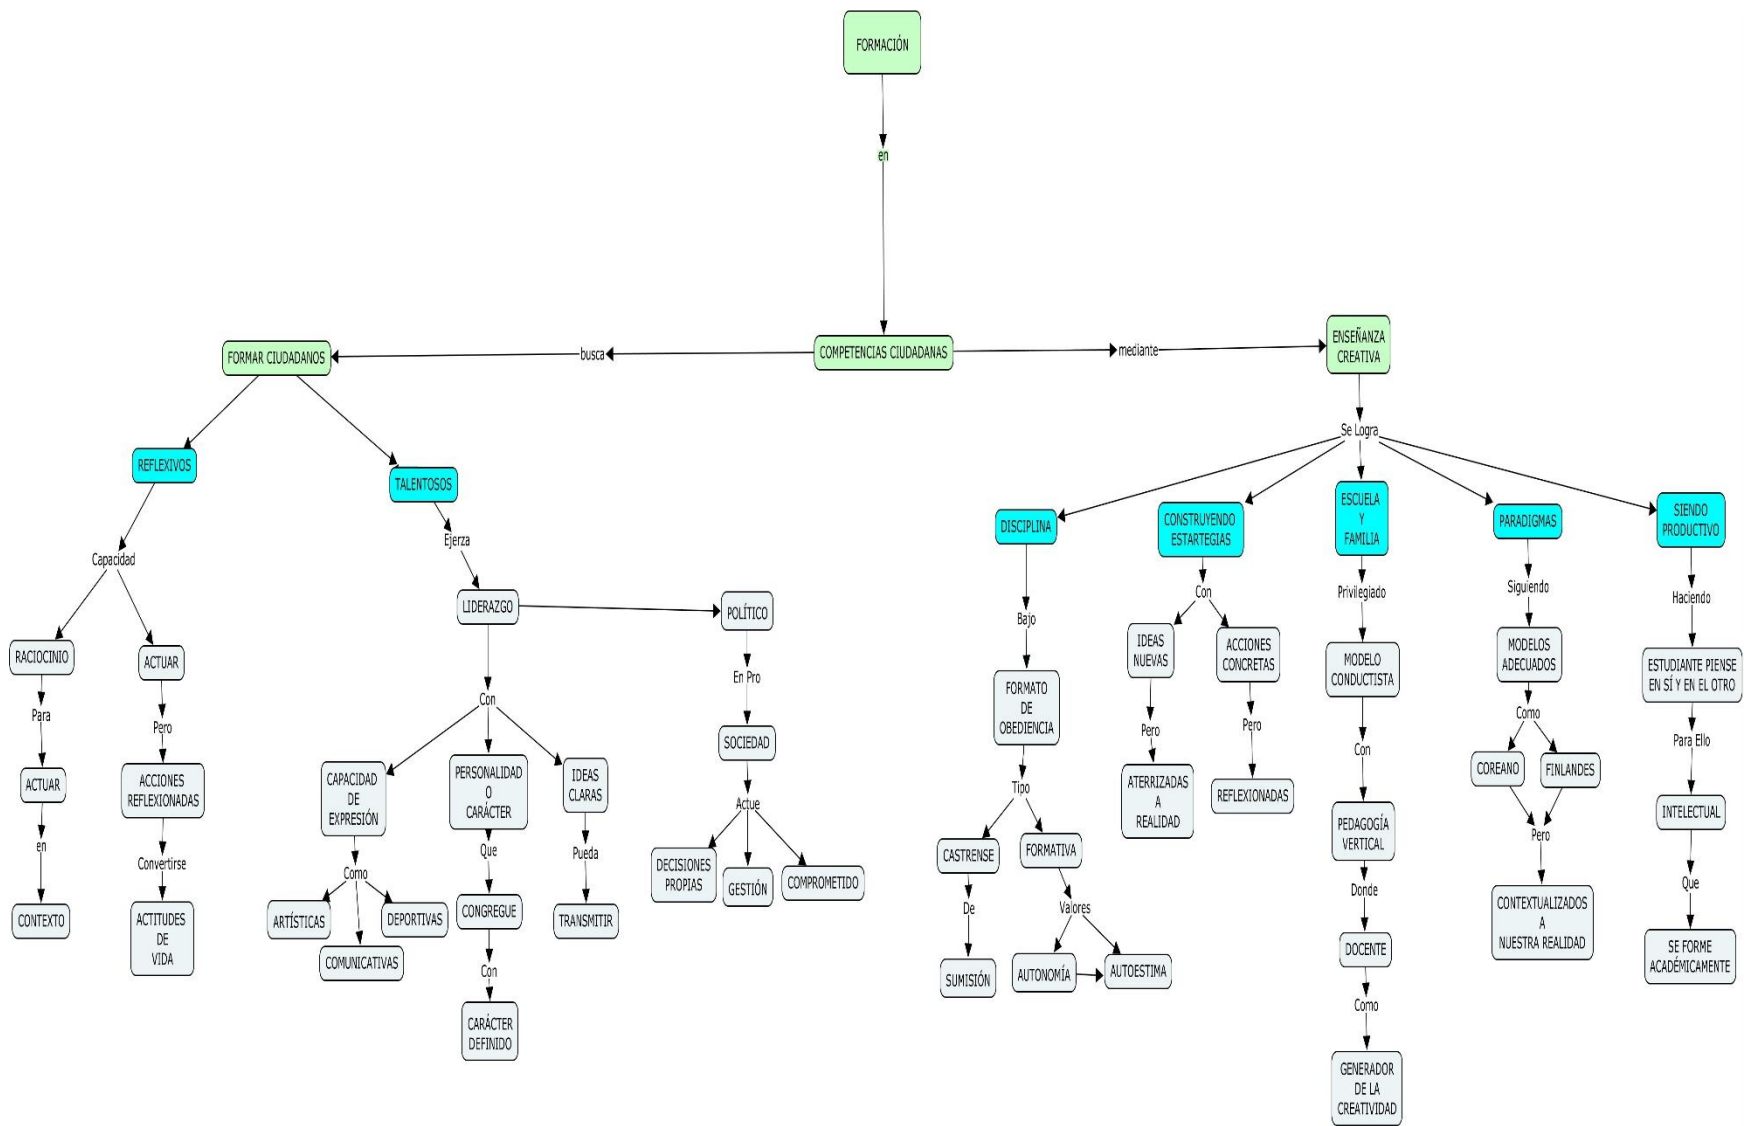 FORMACIÓN
en
FORMAR CIUDADANOS
busca
COMPETENCIAS CIUDADANAS
mediante
ENSEÑANZA
CREATIVA
Se Logra
REFLEXIVOS
Capacidad
RACIOCINIO
Para
ACTUAR
en
CONTEXTO
ACTUAR
Pero
ACCIONES
REFLEXIONADAS
Convertirse
ACTITUDES
DE
VIDA
TALENTOSOS
Ejerza
LIDERAZGO
Con
CAPACIDAD
DE
EXPRESIÓN
Como
ARTÍSTICAS
COMUNICATIVAS
DEPORTIVAS
PERSONALIDAD
O
CARÁCTER
Que
CONGREGUE
Con
CARÁCTER
DEFINIDO
IDEAS
CLARAS
Pueda
TRANSMITIR
POLÍTICO
En Pro
SOCIEDAD
Actue
DECISIONES
PROPIAS
GESTIÓN
COMPROMETIDO
DISCIPLINA
Bajo
FORMATO
DE
OBEDIENCIA
Tipo
CASTRENSE
De
SUMISIÓN
FORMATIVA
Valores
AUTONOMÍA
AUTOESTIMA
CONSTRUYENDO
ESTARTEGIAS
Con
IDEAS
NUEVAS
Pero
ATERRIZADAS
A
REALIDAD
ACCIONES
CONCRETAS
Pero
REFLEXIONADAS
ESCUELA
Y
FAMILIA
Privilegiado
MODELO
CONDUCTISTA
Con
PEDAGOGÍA
VERTICAL
Donde
DOCENTE
Como
GENERADOR
DE LA
CREATIVIDAD
PARADIGMAS
Siguiendo
MODELOS
ADECUADOS
Como
COREANO
FINLANDES
Pero
CONTEXTUALIZADOS
A
NUESTRA REALIDAD
SIENDO
PRODUCTIVO
Haciendo
ESTUDIANTE PIENSE
EN SÍ Y EN EL OTRO
Para Ello
INTELECTUAL
Que
SE FORME
ACADÉMICAMENTE